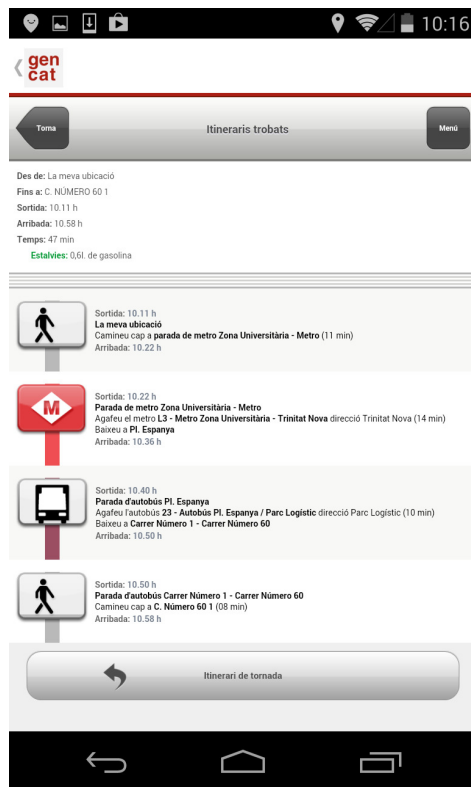 10:16
gen
cat
Torna
Itineraris trobats
Menú
Des de: La meva ubicació
Fins a: C. NÚMERO 60 1
Sortida: 10.11 h
Arribada: 10.58 h
Temps: 47 min
Estalvies: 0,6l. de gasolina
Sortida: 10.11 h
La meva ubicació
Camineu cap a parada de metro Zona Universitària - Metro (11 min)
Arribada: 10.22 h
M
Sortida: 10.22 h
Parada de metro Zona Universitària - Metro
Agafeu el metro L3 - Metro Zona Universitària - Trinitat Nova direcció Trinitat Nova (14 min)
Baixeu a Pl. Espanya
Arribada: 10.36 h
Sortida: 10.40 h
Parada d'autobús Pl. Espanya
Agafeu l'autobús 23 - Autobús Pl. Espanya / Parc Logístic direcció Parc Logístic (10 min)
Baixeu a Carrer Número 1 - Carrer Número 60
Arribada: 10.50 h
Sortida: 10.50 h
Parada d'autobús Carrer Número 1 - Carrer Número 60
Camineu cap a C. Número 60 1 (08 min)
Arribada: 10.58 h
Itinerari de tornada